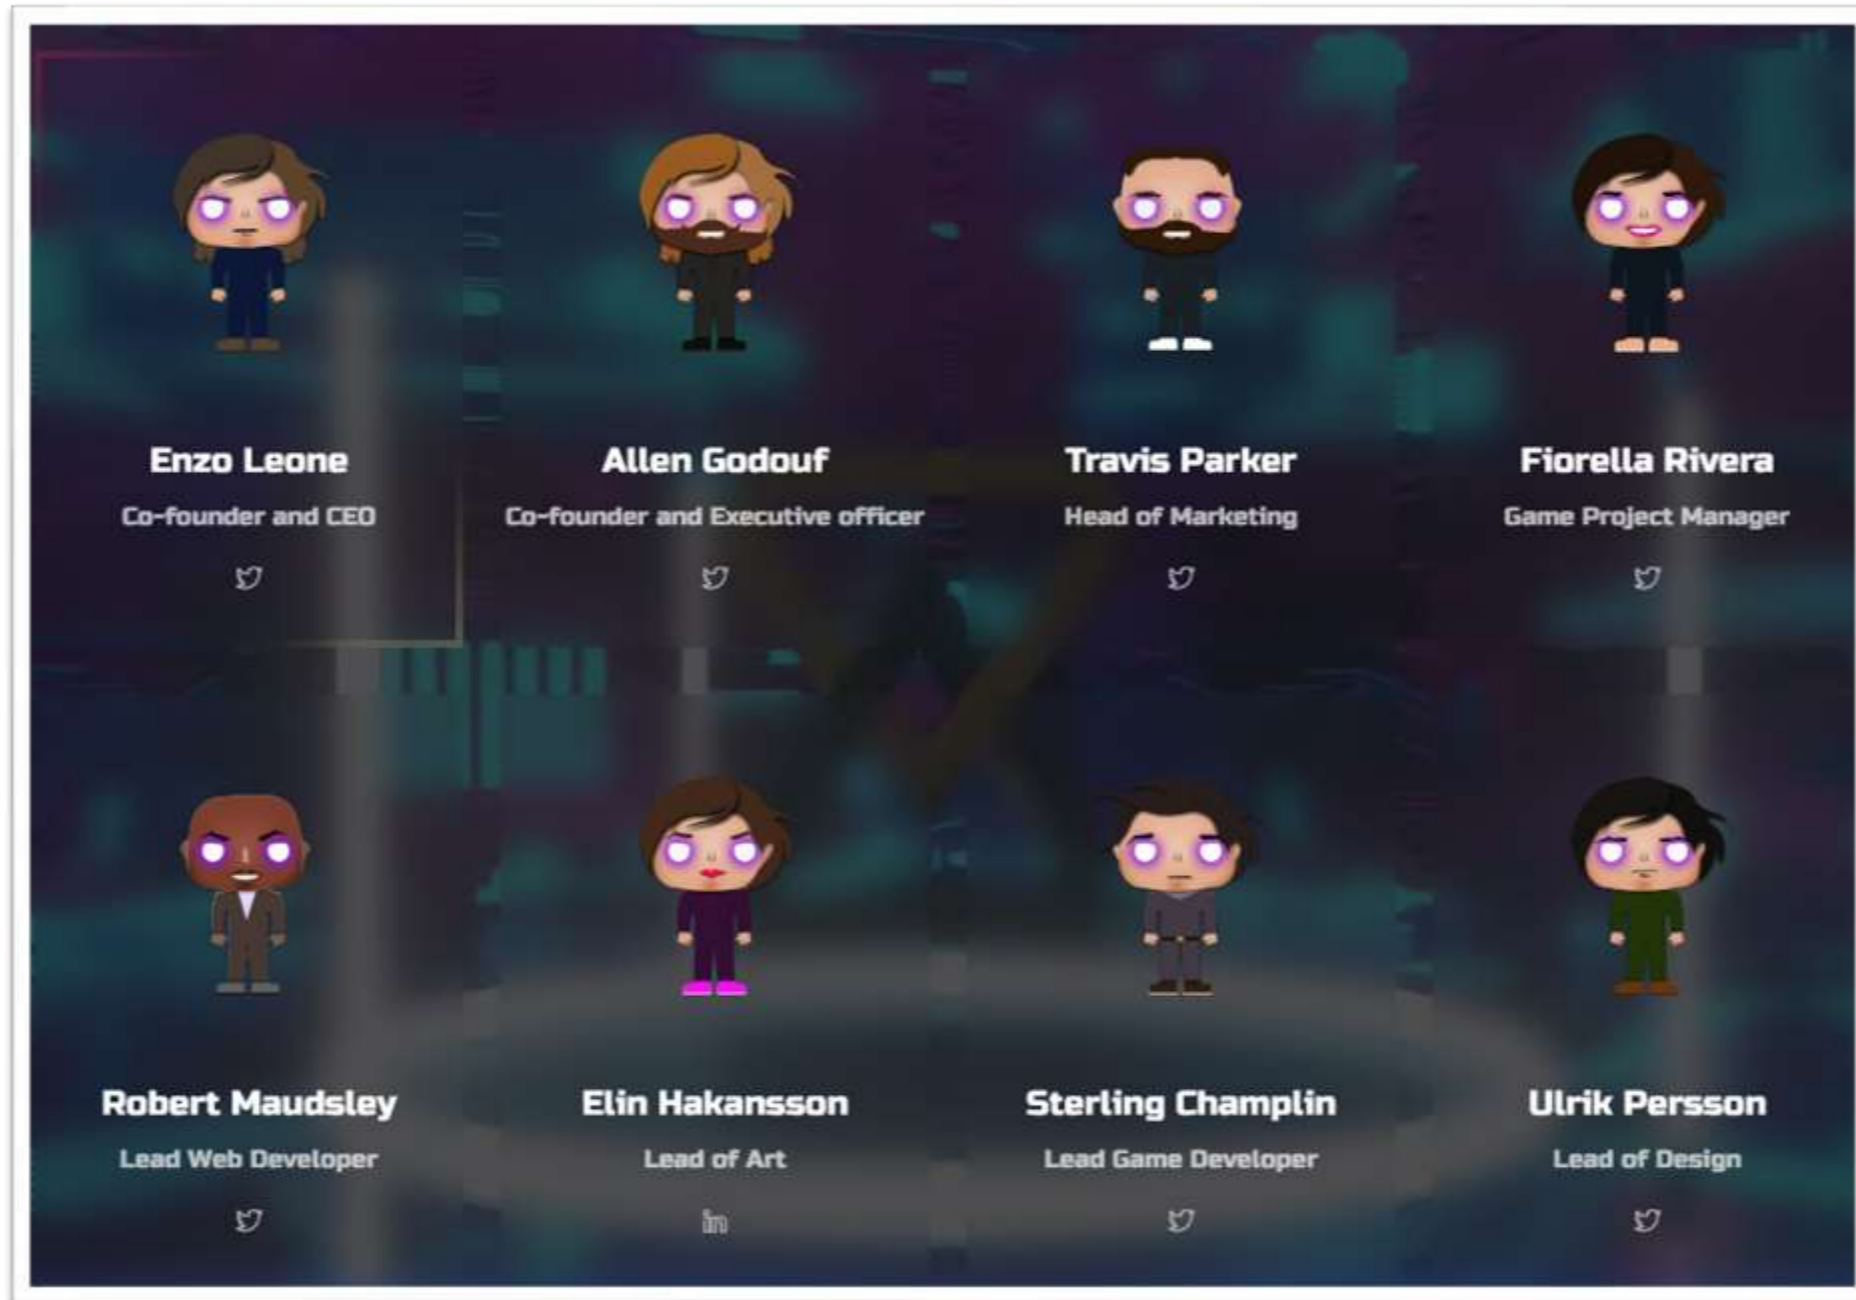 Enzo Leone
Co-founder and CEO
Allen Godouf
Co-founder and Executive officer
Travis Parker
Head of Marketing
Fiorella Rivera
Game Project Manager
Robert Maudsley
Lead Web Developer
Elin Hakansson
Lead of Art
in
Sterling Champlin
Lead Game Developer
Ulrik Persson
Lead of Design